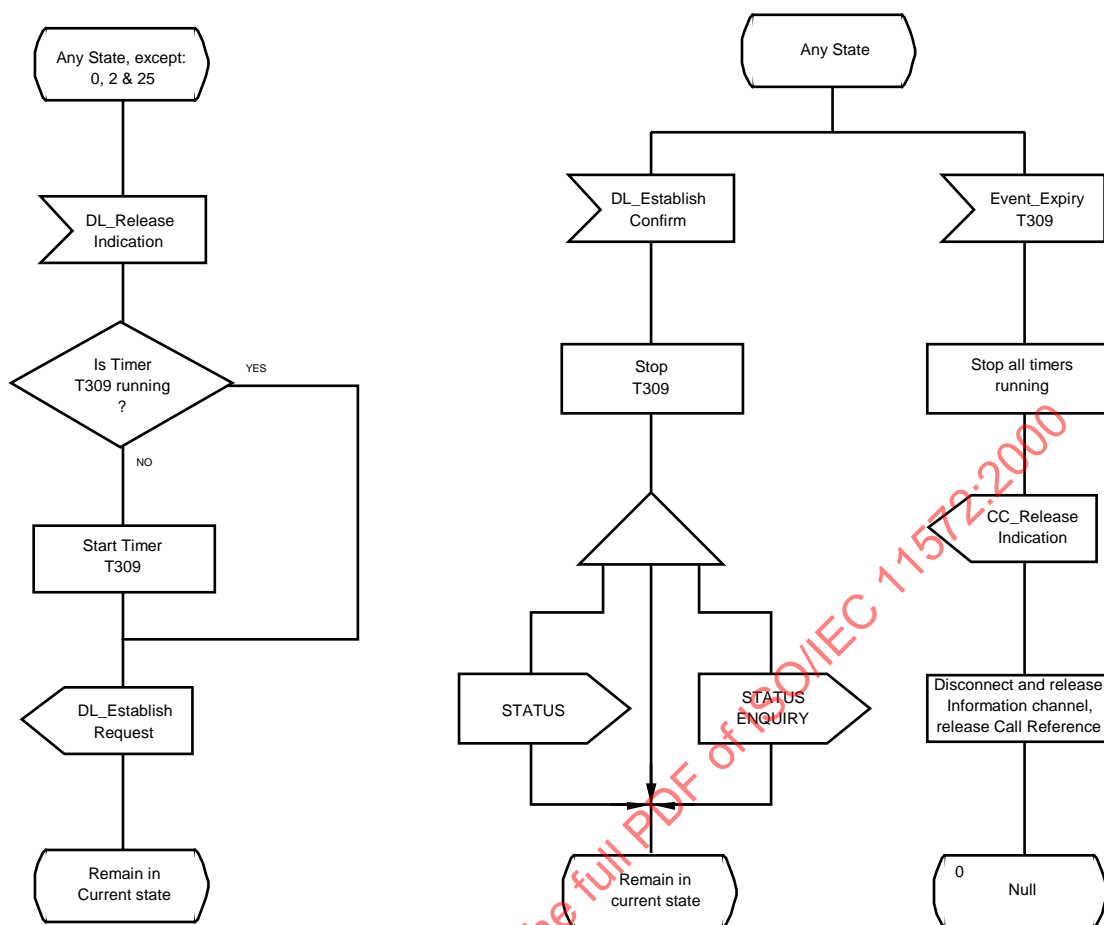 Any State, except:
0, 2 & 25
DL_Release
Indication
Is Timer
T309 running
?
YES
NO
Start Timer
T309
DL_Establish
Request
Remain in
Current state
Any State
DL_Establish
Confirm
Stop
T309
STATUS
STATUS
ENQUIRY
Remain in
current state
Event_Expiry
T309
Stop all timers
running
CC_Release
Indication
Disconnect and release
Information channel,
release Call Reference
0
Null
the full PDF of ISO/IEC 11572:2000